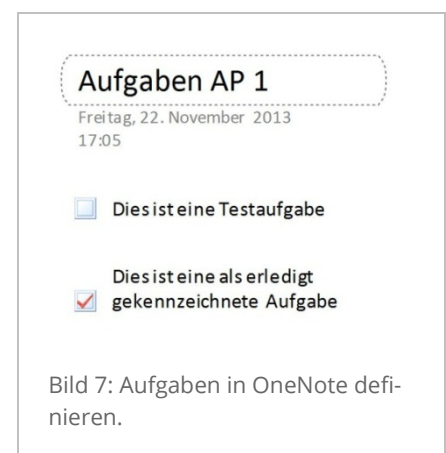 Aufgaben AP 1
Freitag, 22. November 2013
17:05
Dies ist eine Testaufgabe
Dies ist eine als erledigt
gekennzeichnete Aufgabe
Bild 7: Aufgaben in OneNote defi-
nieren.